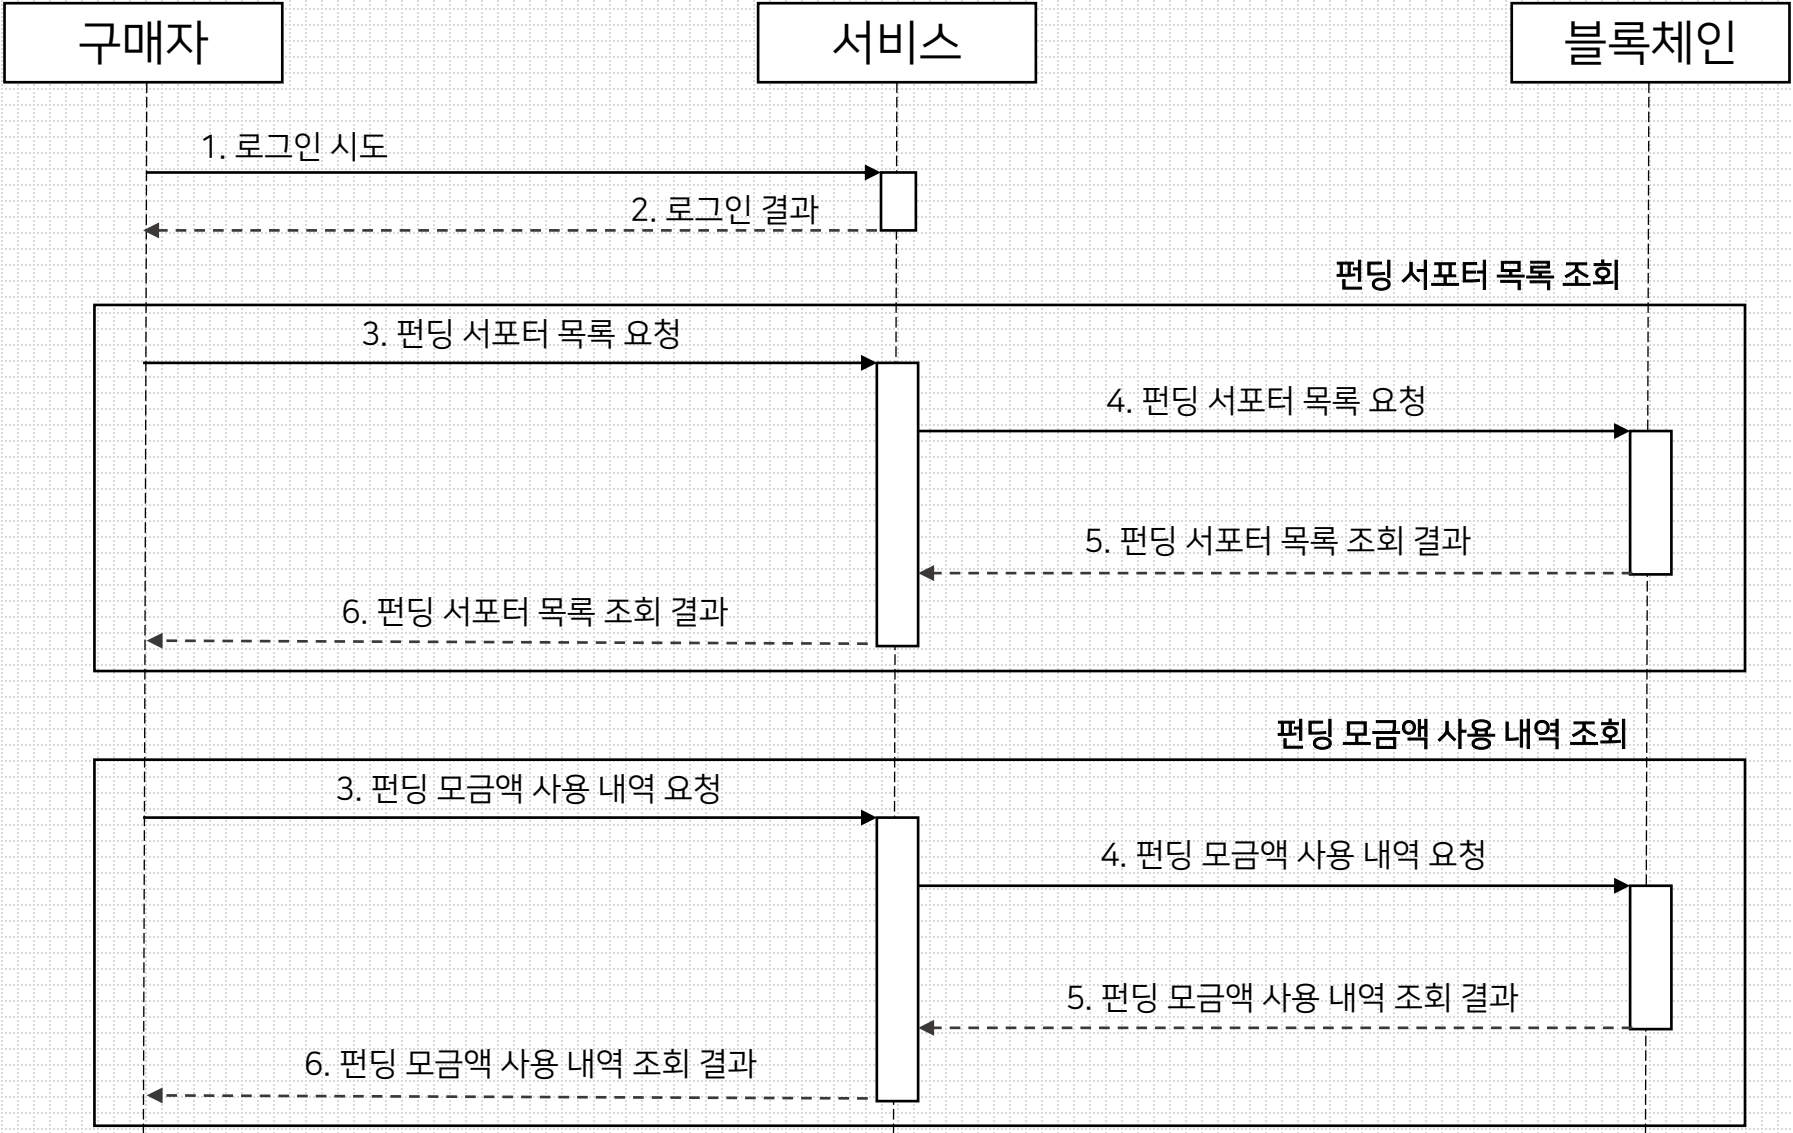 구매자
서비스
블록체인
1. 로그인 시도
2. 로그인 결과
펀딩 서포터 목록 조회
3. 펀딩 서포터 목록 요청
4. 펀딩 서포터 목록 요청
5. 펀딩 서포터 목록 조회 결과
6. 펀딩 서포터 목록 조회 결과
펀딩 모금액 사용 내역 조회
3. 펀딩 모금액 사용 내역 요청
4. 펀딩 모금액 사용 내역 요청
5. 펀딩 모금액 사용 내역 조회 결과
6. 펀딩 모금액 사용 내역 조회 결과